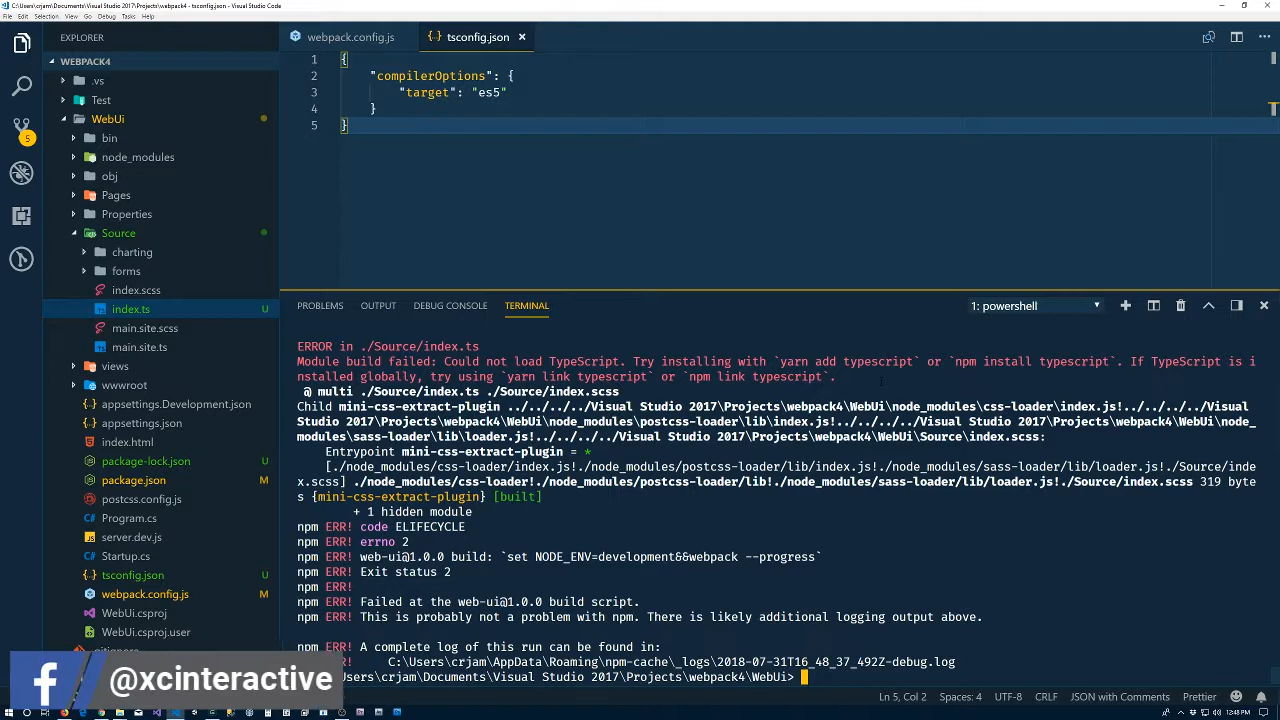 C:\Users\crjam\Documents\Visual Studio 2017\Projects\webpack4 - tsconfig.json - Visual Studio Code
File Edit Selection View Go Debug Tasks Help
EXPLORER
WEBPACK4
.vs
Test
WebUi
bin
node_modules
obj
Pages
Properties
Source
charting
forms
index.scss
index.ts U
main.site.scss
main.site.ts
views
wwwroot
appsettings.Development.json
appsettings.json
index.html
package-lock.json U
package.json M
postcss.config.js
Program.cs
server.dev.js
Startup.cs
tsconfig.json U
webpack.config.js M
WebUi.csproj
WebUi.csproj.user
5
webpack.config.js tsconfig.json
1 {
2 "compilerOptions": {
3 "target": "es5"
4 }
5 }
PROBLEMS OUTPUT DEBUG CONSOLE TERMINAL 1: powershell
ERROR in ./Source/index.ts
Module build failed: Could not load TypeScript. Try installing with `yarn add typescript` or `npm install typescript`. If TypeScript is i
nstalled globally, try using `yarn link typescript` or `npm link typescript`.
@ multi ./Source/index.ts ./Source/index.scss
Child mini-css-extract-plugin ../../../../Visual Studio 2017\Projects\webpack4\WebUi\node_modules\css-loader\index.js!../../../../Visual
Studio 2017\Projects\webpack4\WebUi\node_modules\postcss-loader\lib\index.js!../../../../Visual Studio 2017\Projects\webpack4\WebUi\node_
modules\sass-loader\lib\loader.js!../../../../Visual Studio 2017\Projects\webpack4\WebUi\Source\index.scss:
Entrypoint mini-css-extract-plugin = *
[./node_modules/css-loader/index.js!./node_modules/postcss-loader/lib/index.js!./node_modules/sass-loader/lib/loader.js!./Source/inde
x.scss] ./node_modules/css-loader!./node_modules/postcss-loader/lib!./node_modules/sass-loader/lib/loader.js!./Source/index.scss 319 byte
s {mini-css-extract-plugin} [built]
+ 1 hidden module
npm ERR! code ELIFECYCLE
npm ERR! errno 2
npm ERR! web-ui@1.0.0 build: `set NODE_ENV=development&&webpack --progress`
npm ERR! Exit status 2
npm ERR!
npm ERR! Failed at the web-ui@1.0.0 build script.
npm ERR! This is probably not a problem with npm. There is likely additional logging output above.
npm ERR! A complete log of this run can be found in:
ERR! C:\Users\crjam\AppData\Roaming\npm-cache\_logs\2018-07-31T16_48_37_492Z-debug.log
Users\crjam\Documents\Visual Studio 2017\Projects\webpack4\WebUi>
f @xcinteractive
Ln 5, Col 2 Spaces: 4 UTF-8 CRLF JSON with Comments Prettier
12:48 PM